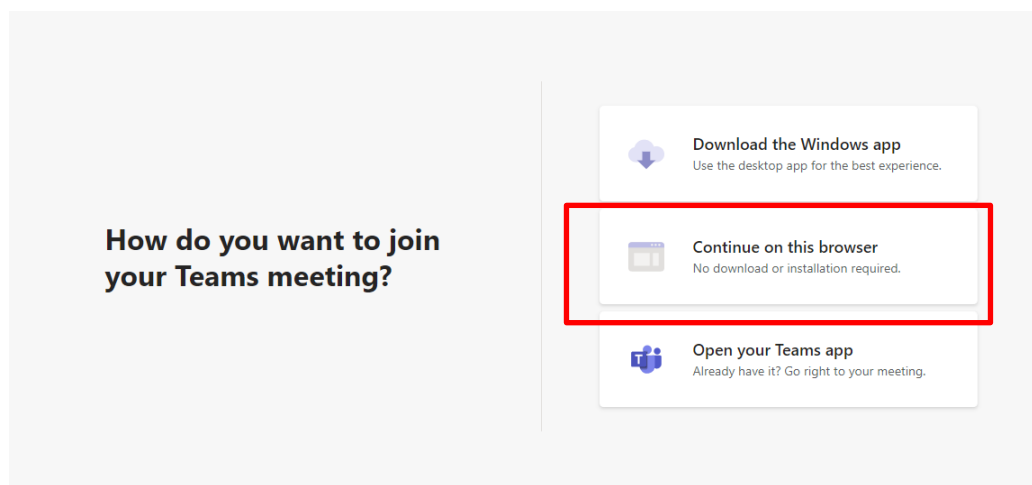 How do you want to join
your Teams meeting?
Download the Windows app
Use the desktop app for the best experience.
Continue on this browser
No download or installation required.
Open your Teams app
Already have it? Go right to your meeting.